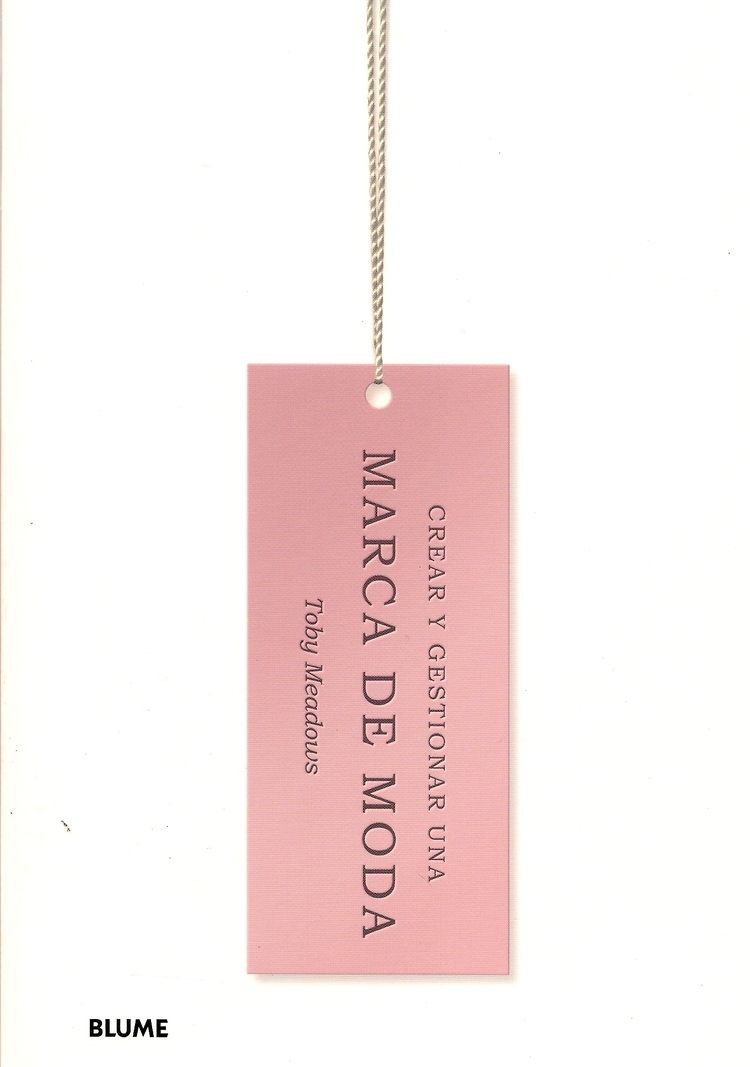 CREAR Y GESTIONAR UNA
MARCA DE MODA
Toby Meadows
BLUME